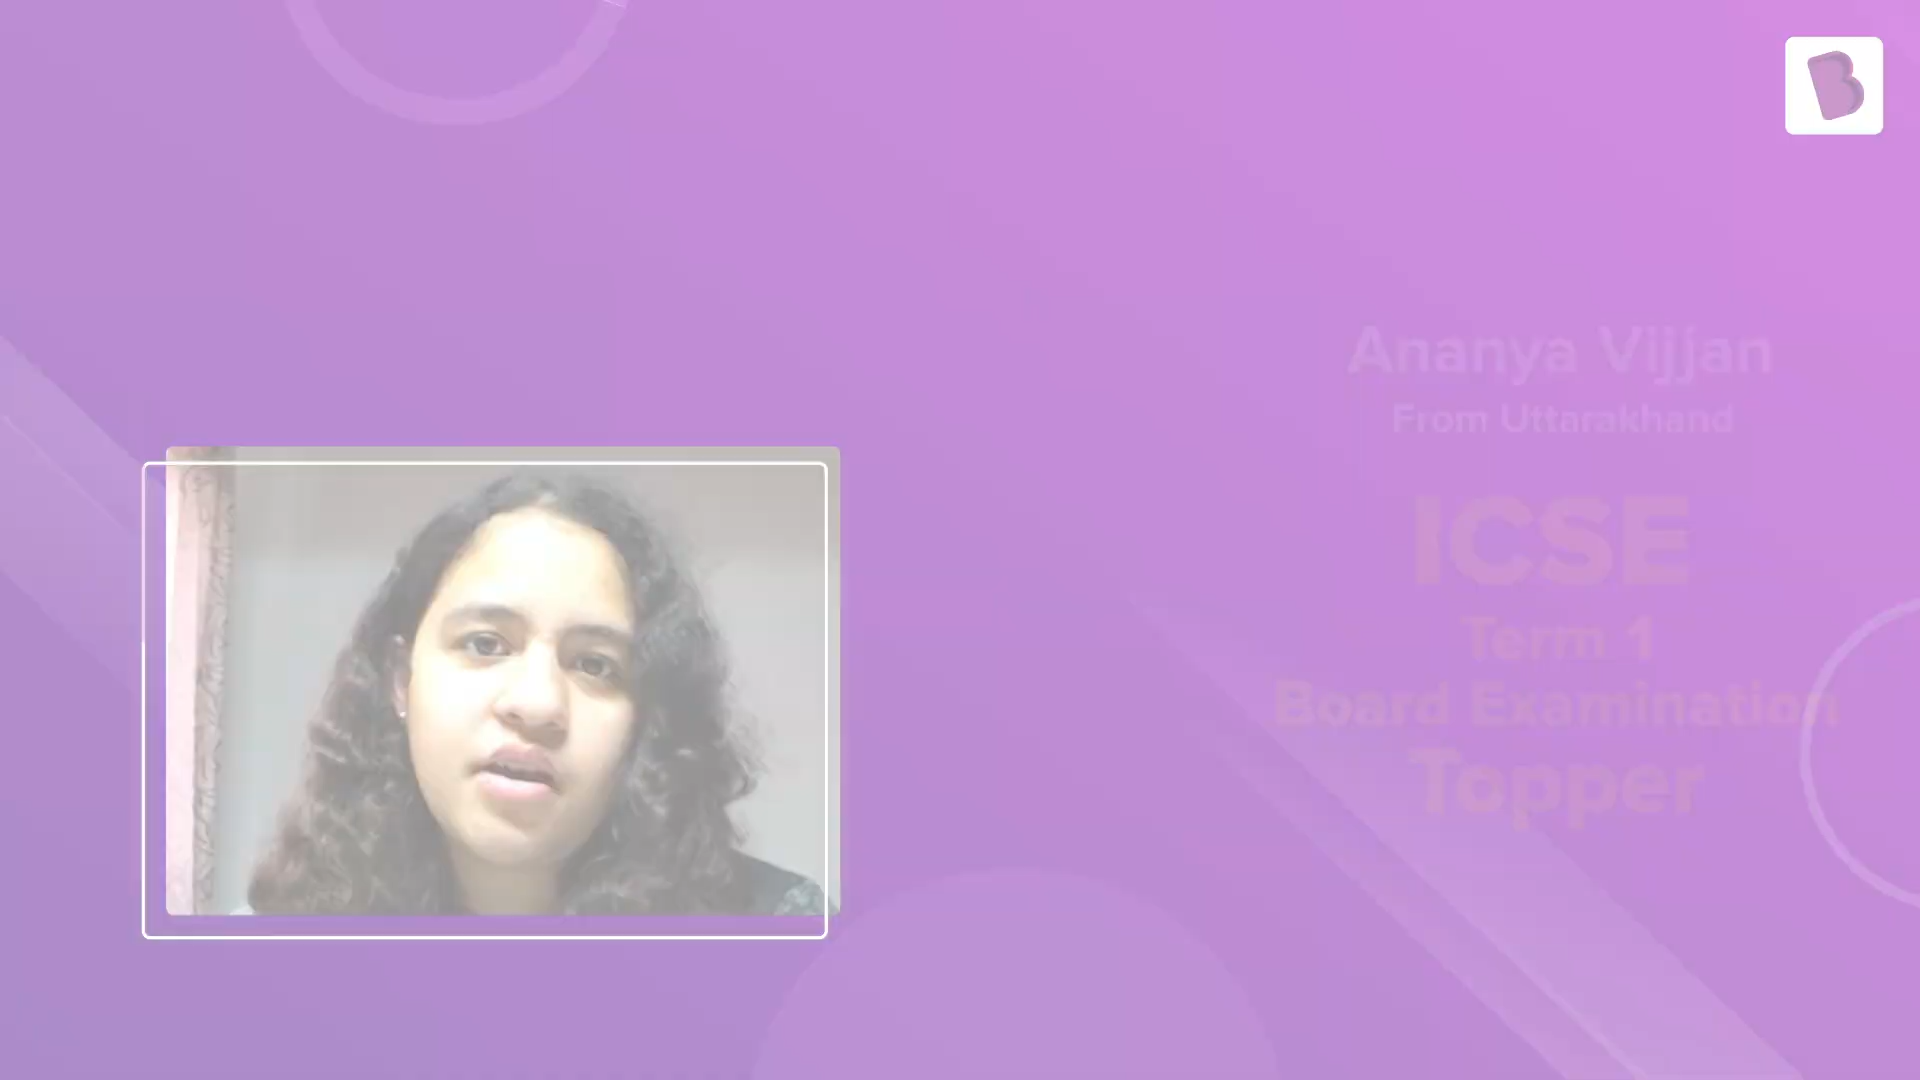 B
Ananya Vijjan
From Uttarakhand
ICSE
Term 1
Board Examination
Topper